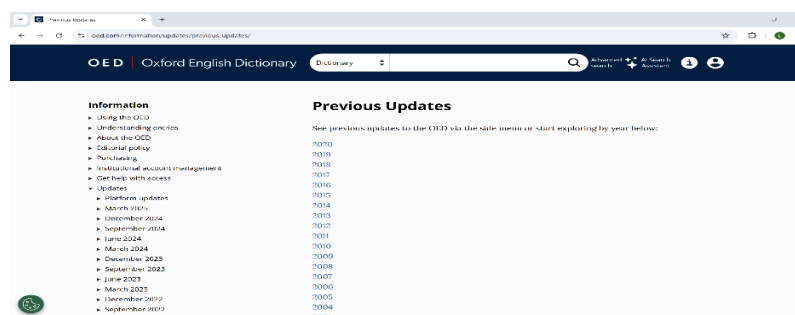 Previous Updates
oed.com/information/updates/previous-updates/
OED | Oxford English Dictionary
Dictionary
Advanced search
AI Search Assistant
Information
Using the OED
Understanding entries
About the OED
Editorial policy
Purchasing
Institutional account management
Get help with access
Updates
Platform updates
March 2025
December 2024
September 2024
June 2024
March 2024
December 2023
September 2023
June 2023
March 2023
December 2022
September 2022
Previous Updates
See previous updates to the OED via the side menu or start exploring by year below:
2020
2019
2018
2017
2016
2015
2014
2013
2012
2011
2010
2009
2008
2007
2006
2005
2004